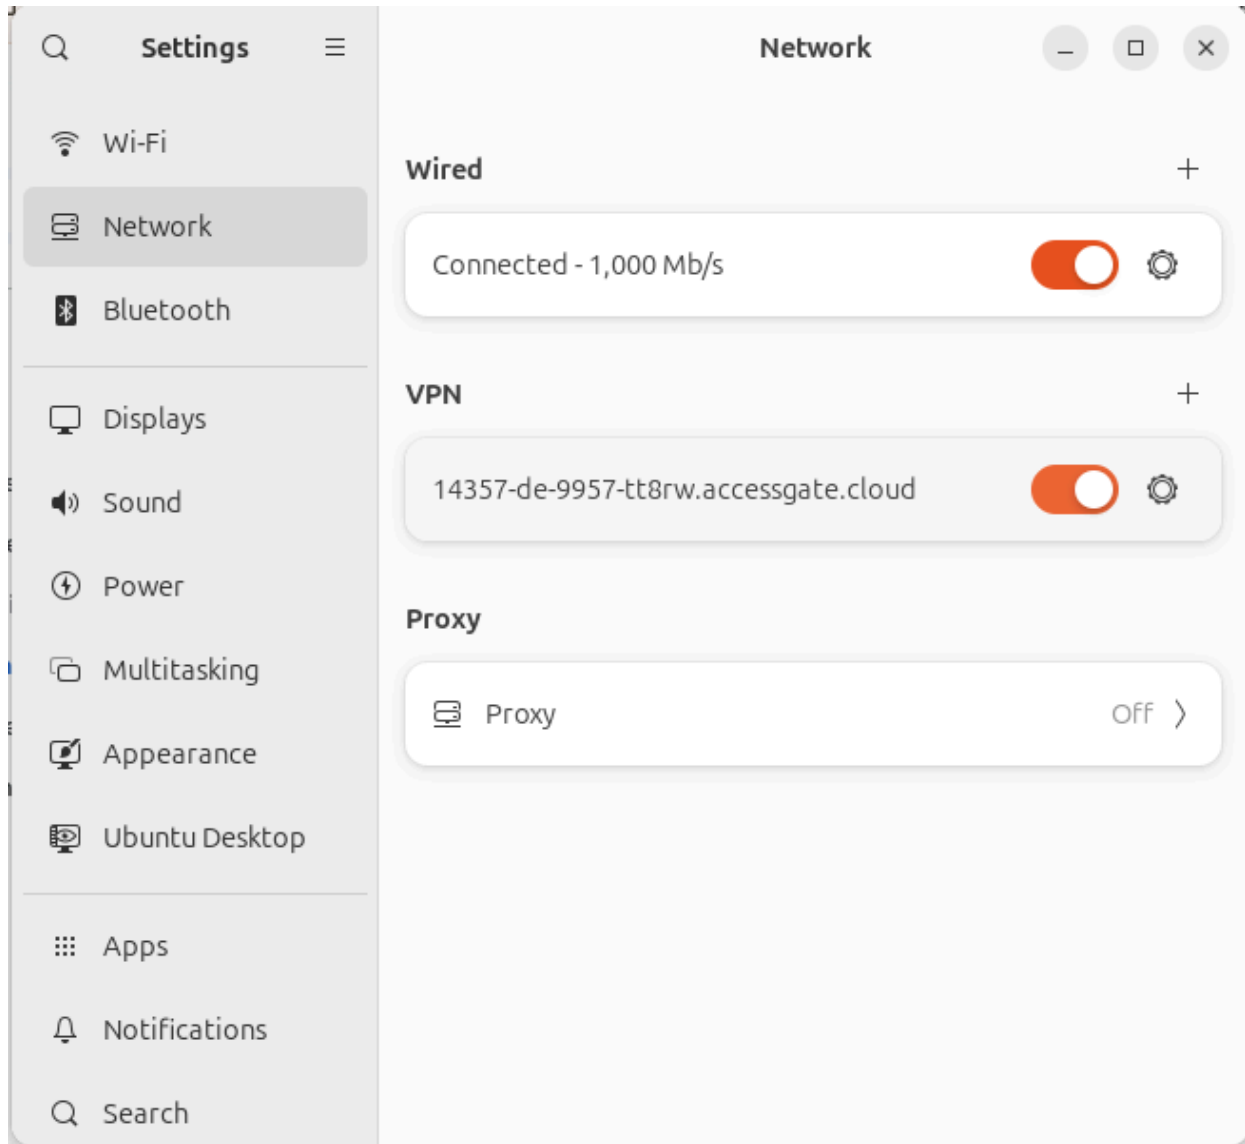 Settings
Network
Wi-Fi
Network
Bluetooth
Displays
Sound
Power
Multitasking
Appearance
Ubuntu Desktop
Apps
Notifications
Search
Wired
Connected - 1,000 Mb/s
VPN
14357-de-9957-tt8rw.accessgate.cloud
Proxy
Proxy
Off